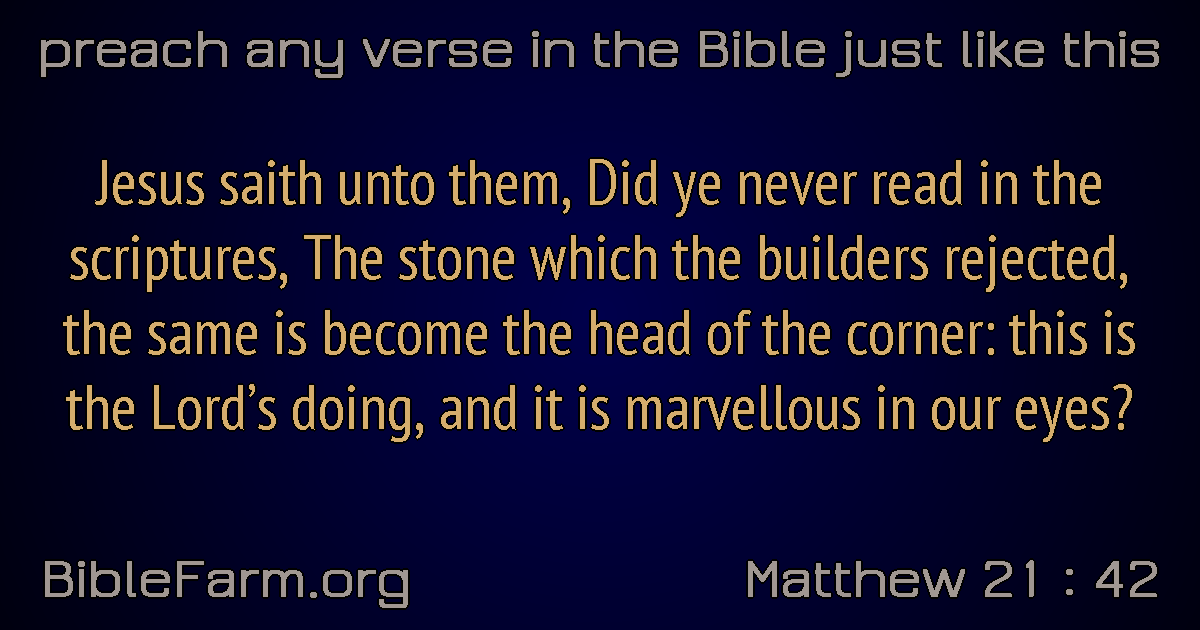 preach any verse in the Bible just like this
Jesus saith unto them, Did ye never read in the
scriptures, The stone which the builders rejected,
the same is become the head of the corner: this is
the Lord’s doing, and it is marvellous in our eyes?
BibleFarm.org
Matthew 21 : 42